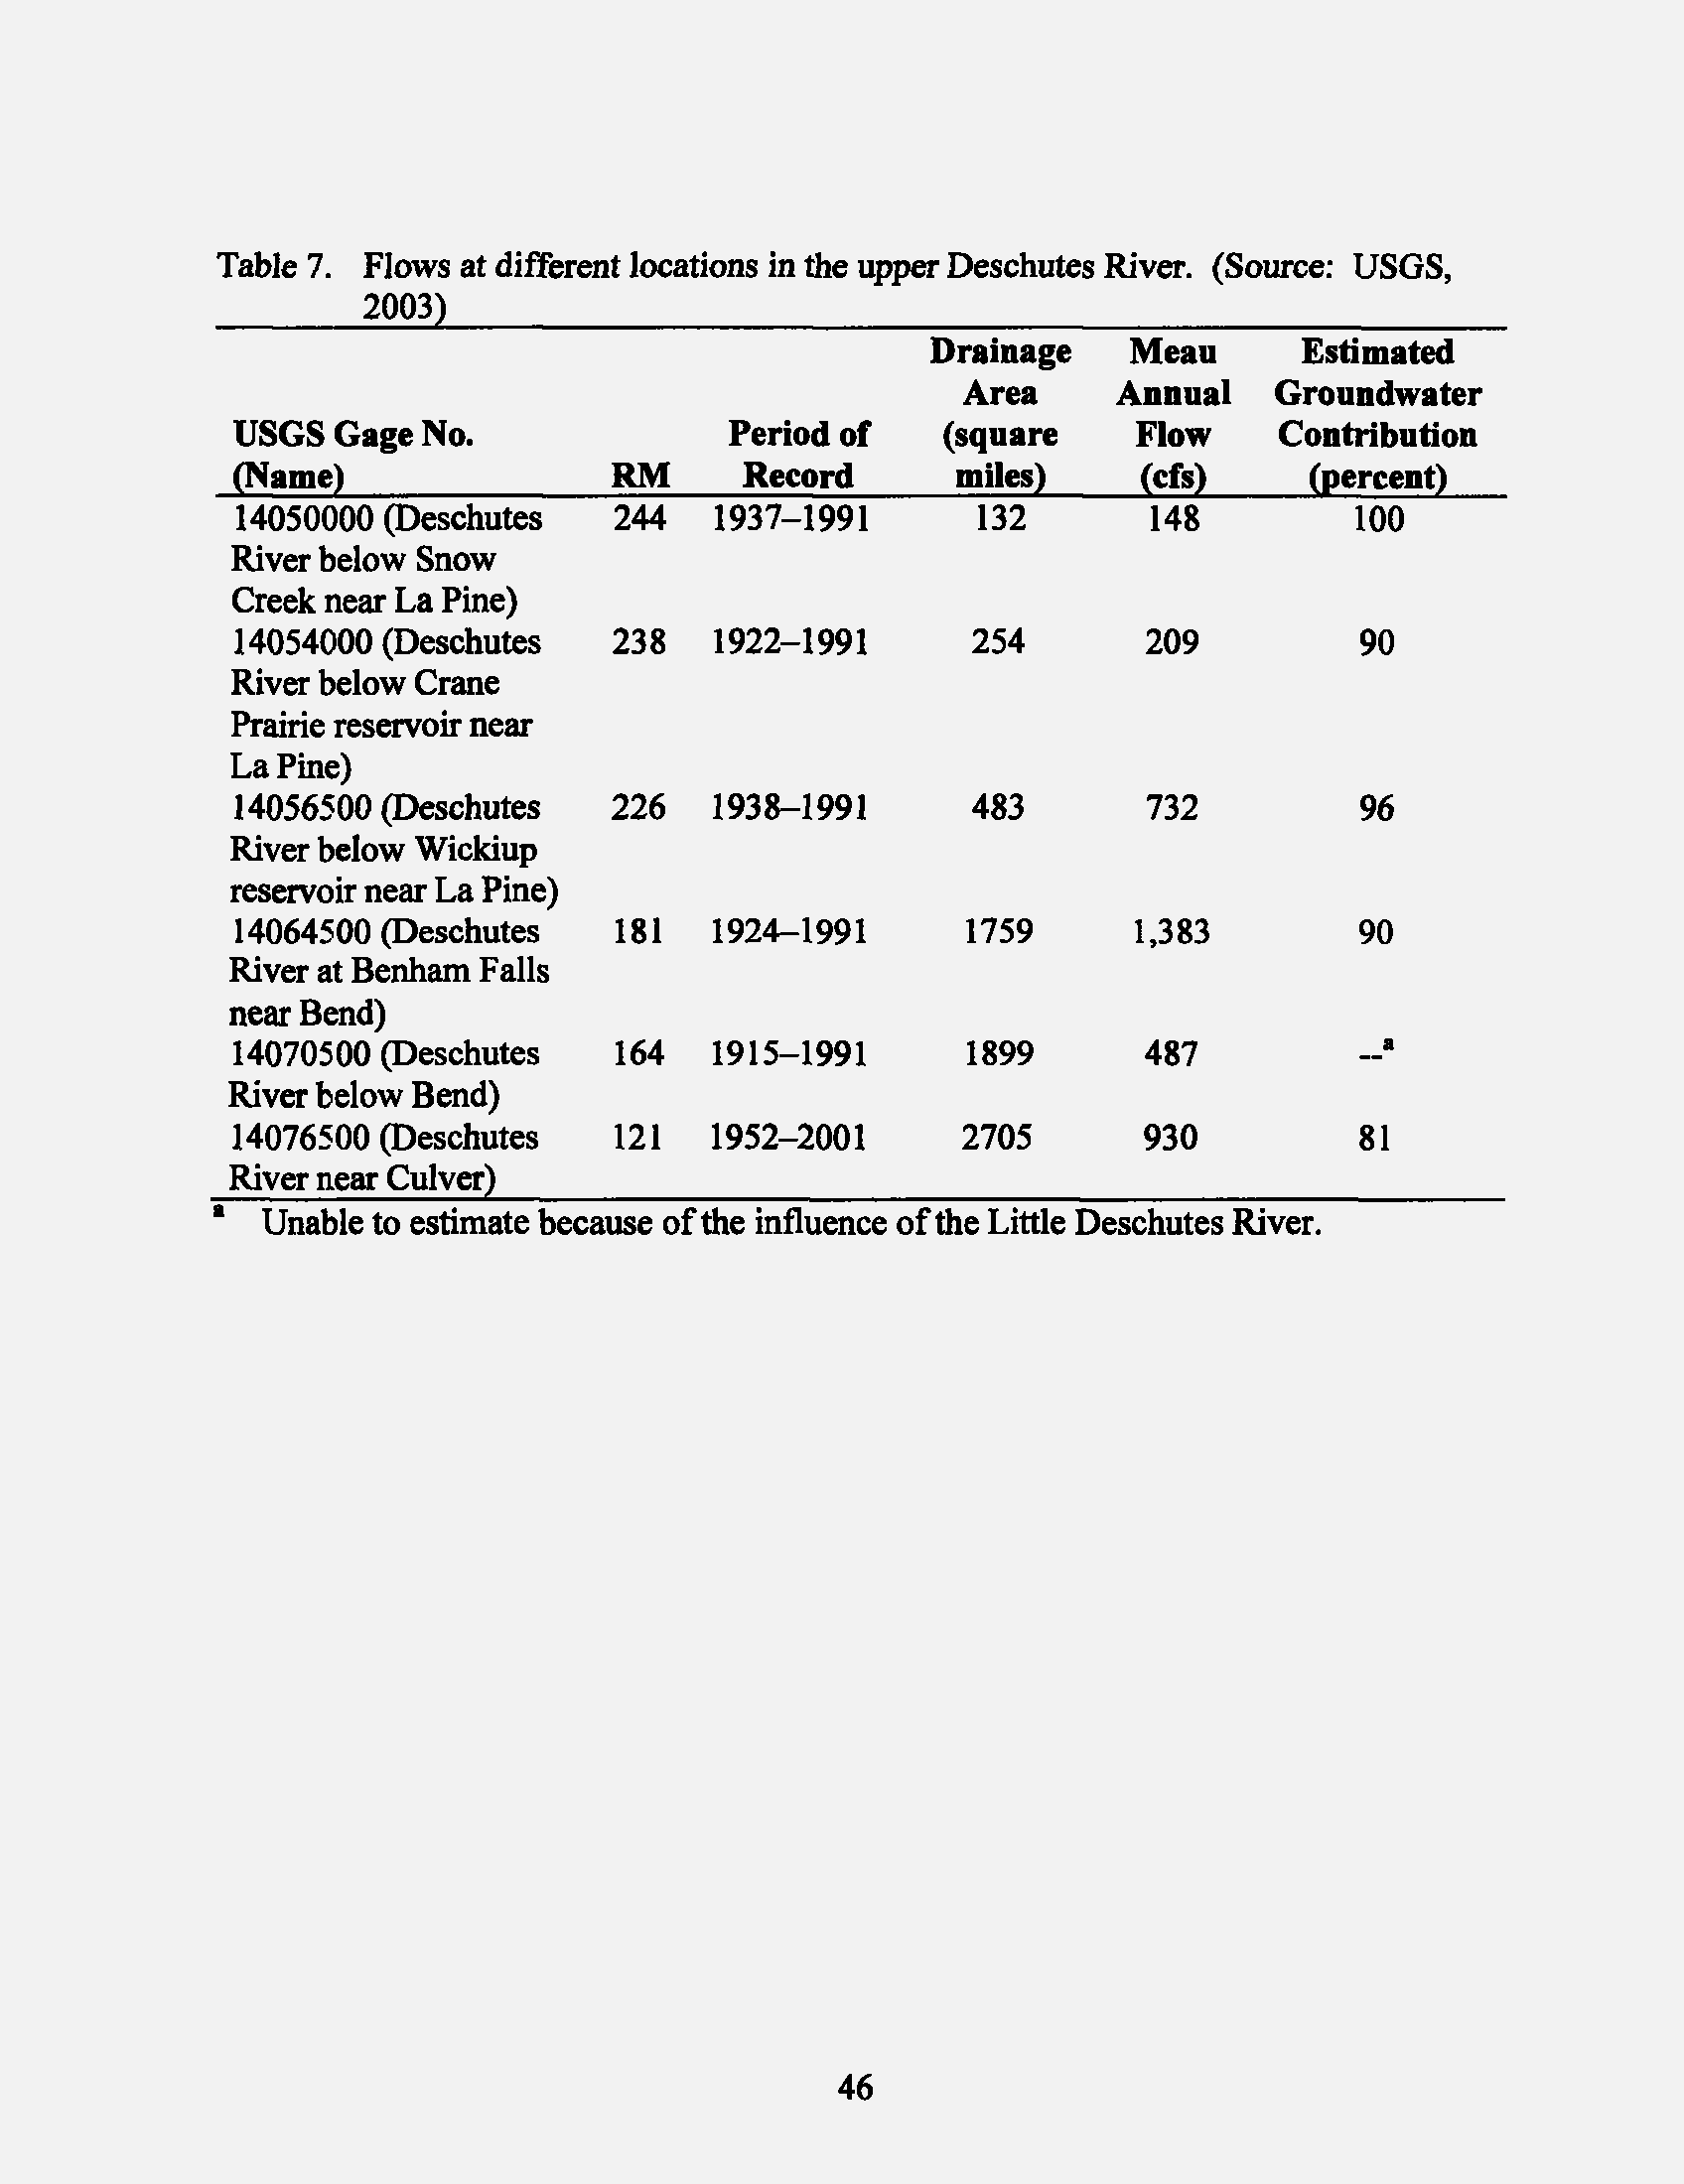 Table 7. Flows at different locations in the upper Deschutes River. (Source: USGS,
2003)
Drainage Meau Estimated
Area Annual Groundwater
USGS Gage No. Period of (square Flow Contribution
(Name) RM Record miles) (cfs) (percent)
14050000 (Deschutes 244 1937–1991 132 148 100
River below Snow
Creek near La Pine)
14054000 (Deschutes 238 1922–1991 254 209 90
River below Crane
Prairie reservoir near
La Pine)
14056500 (Deschutes 226 1938–1991 483 732 96
River below Wickiup
reservoir near La Pine)
14064500 (Deschutes 181 1924–1991 1759 1,383 90
River at Benham Falls
near Bend)
14070500 (Deschutes 164 1915–1991 1899 487 --a
River below Bend)
14076500 (Deschutes 121 1952–2001 2705 930 81
River near Culver)
a Unable to estimate because of the influence of the Little Deschutes River.
46